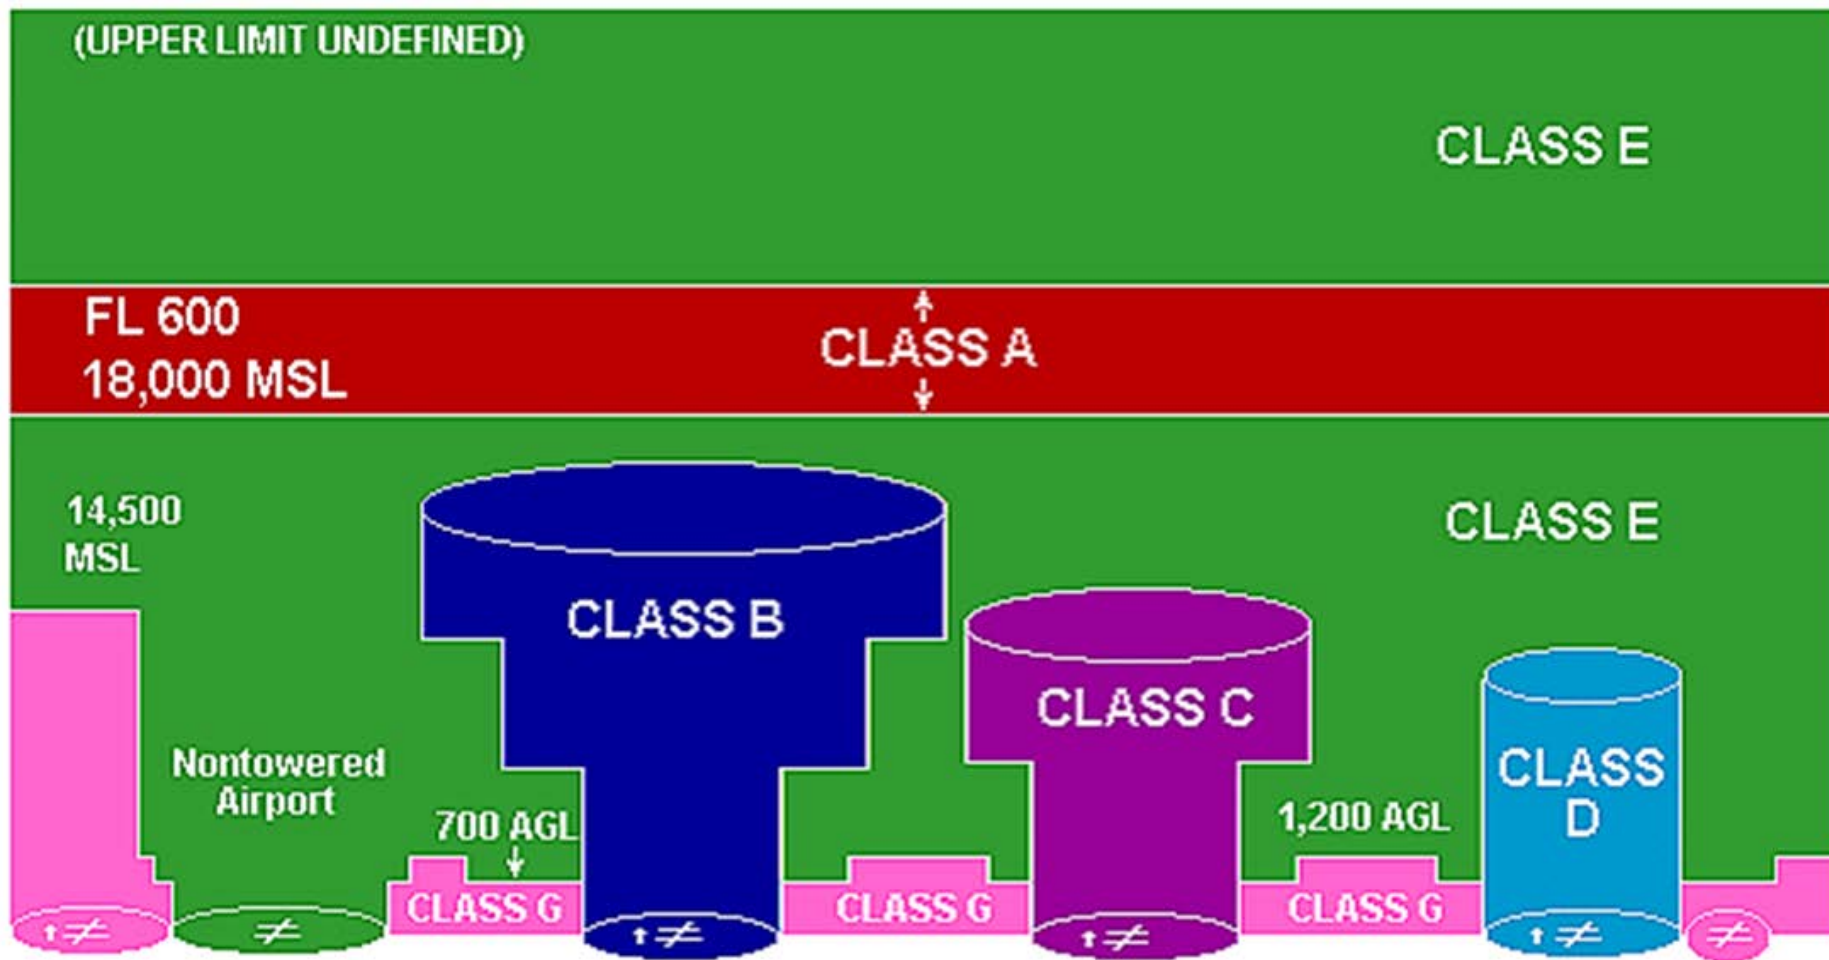 (UPPER LIMIT UNDEFINED)
CLASS E
FL 600
18,000 MSL
CLASS A
14,500
MSL
CLASS E
CLASS B
CLASS C
Nontowered
Airport
CLASS
D
700 AGL
1,200 AGL
CLASS G
CLASS G
CLASS G